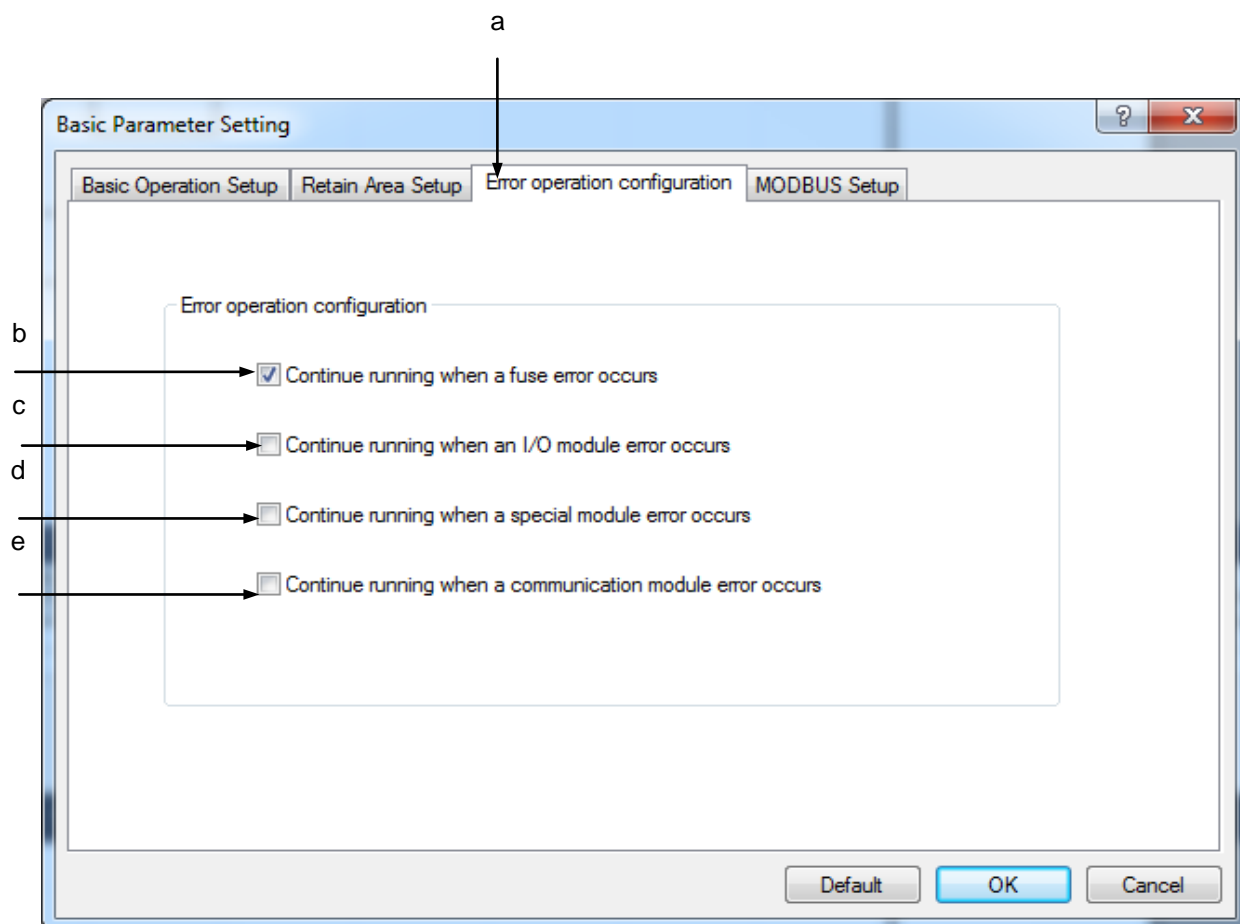 a
Basic Parameter Setting
Basic Operation Setup
Retain Area Setup
Error operation configuration
MODBUS Setup
Error operation configuration
b
Continue running when a fuse error occurs
c
Continue running when an I/O module error occurs
d
Continue running when a special module error occurs
e
Continue running when a communication module error occurs
Default
OK
Cancel